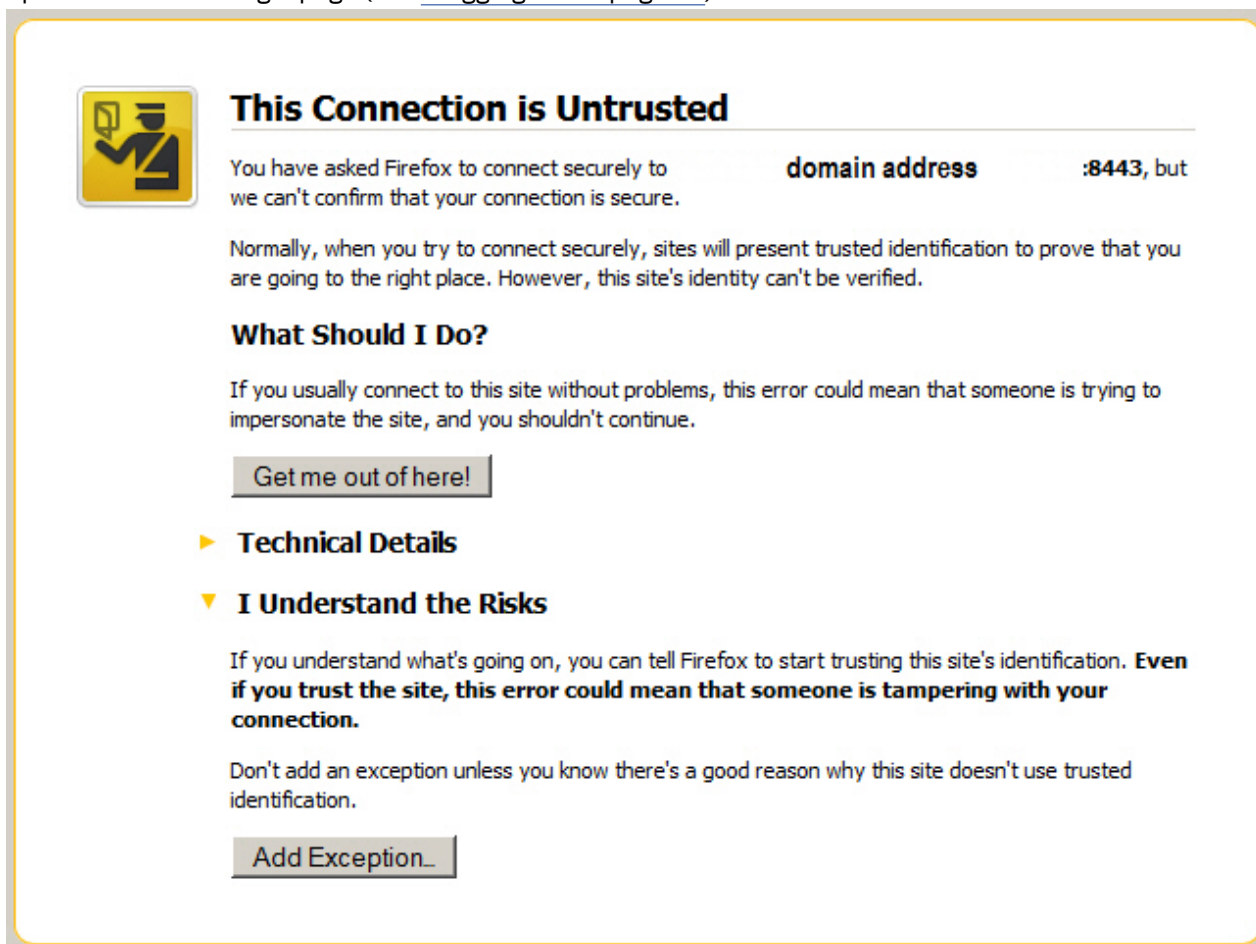 This Connection is Untrusted
You have asked Firefox to connect securely to domain address :8443, but
we can't confirm that your connection is secure.
Normally, when you try to connect securely, sites will present trusted identification to prove that you
are going to the right place. However, this site's identity can't be verified.
What Should I Do?
If you usually connect to this site without problems, this error could mean that someone is trying to
impersonate the site, and you shouldn't continue.
Get me out of here!
Technical Details
I Understand the Risks
If you understand what's going on, you can tell Firefox to start trusting this site's identification. Even
if you trust the site, this error could mean that someone is tampering with your
connection.
Don't add an exception unless you know there's a good reason why this site doesn't use trusted
identification.
Add Exception...